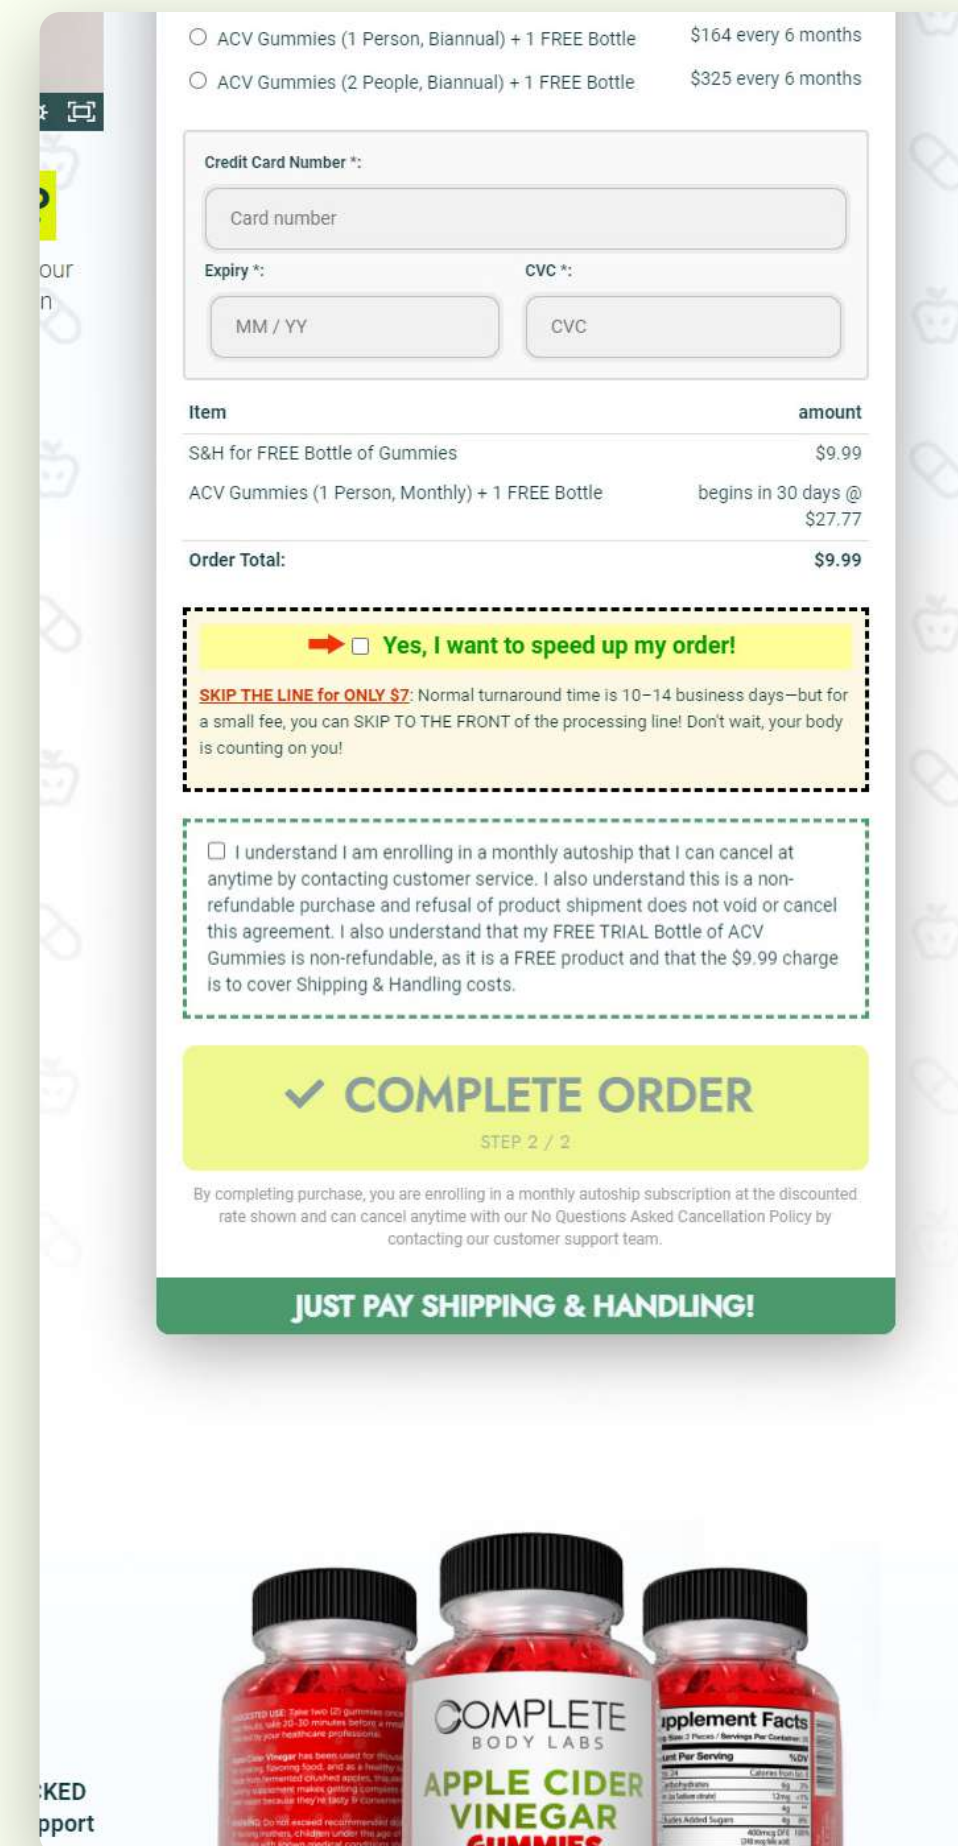 ACV Gummies (1 Person, Biannual) + 1 FREE Bottle $164 every 6 months
ACV Gummies (2 People, Biannual) + 1 FREE Bottle $325 every 6 months
Credit Card Number *:
Card number
?
our
n
Expiry *: CVC *:
MM / YY CVC
Item amount
S&H for FREE Bottle of Gummies $9.99
ACV Gummies (1 Person, Monthly) + 1 FREE Bottle begins in 30 days @
$27.77
Order Total: $9.99
Yes, I want to speed up my order!
SKIP THE LINE for ONLY $7: Normal turnaround time is 10–14 business days—but for
a small fee, you can SKIP TO THE FRONT of the processing line! Don't wait, your body
is counting on you!
I understand I am enrolling in a monthly autoship that I can cancel at
anytime by contacting customer service. I also understand this is a non-
refundable purchase and refusal of product shipment does not void or cancel
this agreement. I also understand that my FREE TRIAL Bottle of ACV
Gummies is non-refundable, as it is a FREE product and that the $9.99 charge
is to cover Shipping & Handling costs.
COMPLETE ORDER
STEP 2 / 2
By completing purchase, you are enrolling in a monthly autoship subscription at the discounted
rate shown and can cancel anytime with our No Questions Asked Cancellation Policy by
contacting our customer support team.
JUST PAY SHIPPING & HANDLING!
COMPLETE
BODY LABS
APPLE CIDER
VINEGAR
GUMMIES
upplement Facts
Per Serving %DV
Added Sugars
CKED
pport